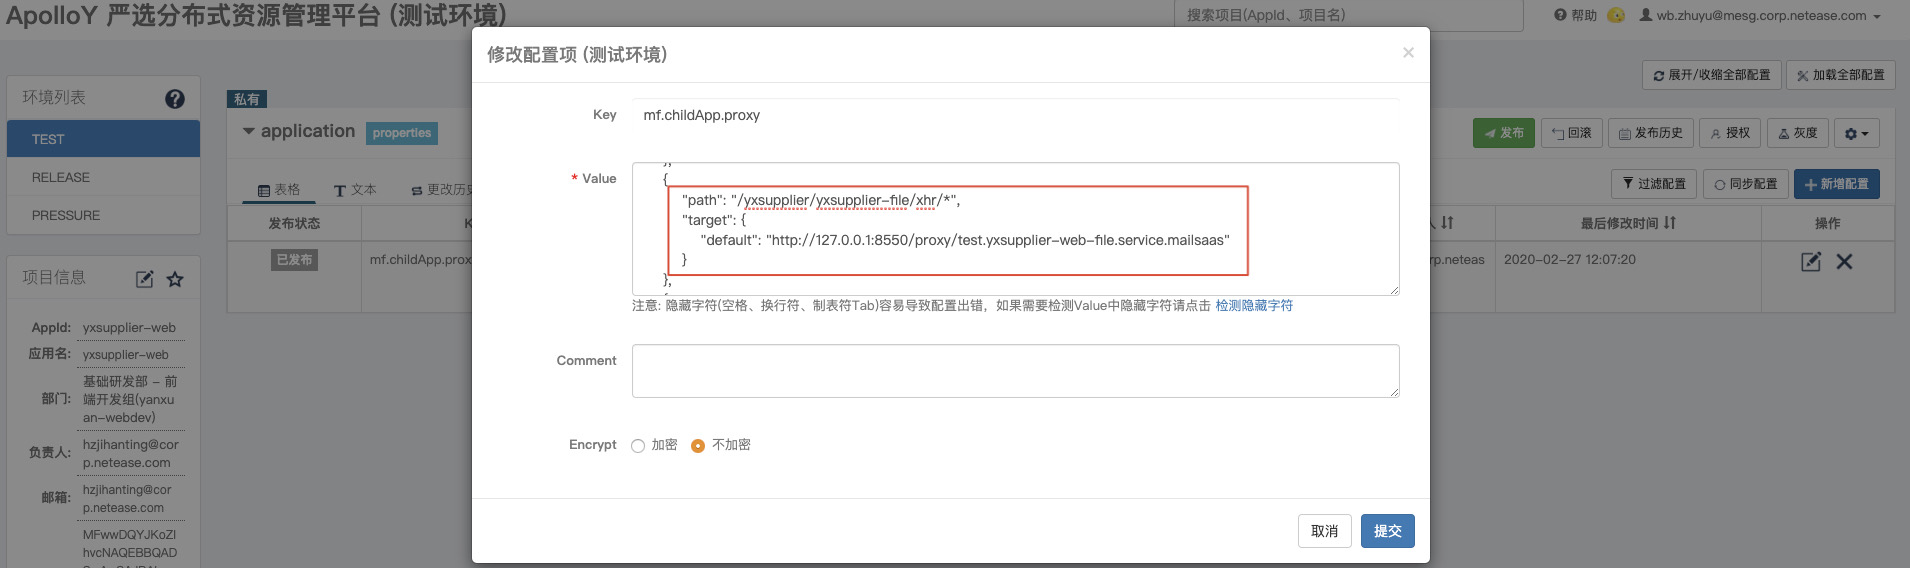 ApolloY 严选分布式资源管理平台 (测试环境)
搜索项目(AppId、项目名)
帮助
wb.zhuyu@mesg.corp.netease.com
展开/收缩全部配置
加载全部配置
环境列表
TEST
RELEASE
PRESSURE
项目信息
AppId: yxsupplier-web
应用名: yxsupplier-web
部门: 基础研发部 - 前
端开发组(yanxu
an-webdev)
负责人: hzjihanting@cor
p.netease.com
邮箱: hzjihanting@cor
p.netease.com
MFwwDQYJKoZI
hvcNAQEBBQAD
私有
application properties
发布
回滚
发布历史
授权
灰度
表格
文本
更改历史
过滤配置
同步配置
新增配置
发布状态
K
人
最后修改时间
操作
已发布
mf.childApp.prox
rp.neteas
2020-02-27 12:07:20
修改配置项 (测试环境)
×
Key mf.childApp.proxy
* Value
},
{
"path": "/yxsupplier/yxsupplier-file/xhr/*",
"target": {
"default": "http://127.0.0.1:8550/proxy/test.yxsupplier-web-file.service.mailsaas"
}
},
注意: 隐藏字符(空格、换行符、制表符Tab)容易导致配置出错，如果需要检测Value中隐藏字符请点击 检测隐藏字符
Comment
Encrypt 加密 不加密
取消
提交